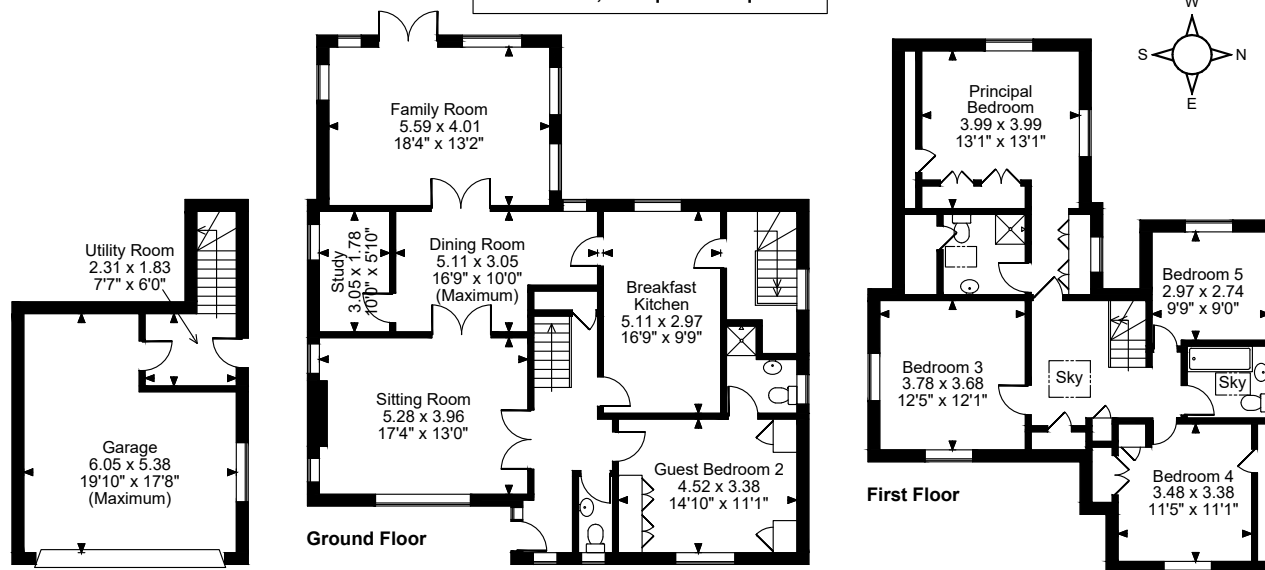 W
S
N
E
Family Room
5.59 x 4.01
18'4" x 13'2"
Principal
Bedroom
3.99 x 3.99
13'1" x 13'1"
Utility Room
2.31 x 1.83
7'7" x 6'0"
Study
3.05 x 1.78
10'0" x 5'10"
Dining Room
5.11 x 3.05
16'9" x 10'0"
(Maximum)
Breakfast
Kitchen
5.11 x 2.97
16'9" x 9'9"
Bedroom 5
2.97 x 2.74
9'9" x 9'0"
Bedroom 3
3.78 x 3.68
12'5" x 12'1"
Sky
Sky
Sitting Room
5.28 x 3.96
17'4" x 13'0"
Garage
6.05 x 5.38
19'10" x 17'8"
(Maximum)
Guest Bedroom 2
4.52 x 3.38
14'10" x 11'1"
Bedroom 4
3.48 x 3.38
11'5" x 11'1"
First Floor
Ground Floor